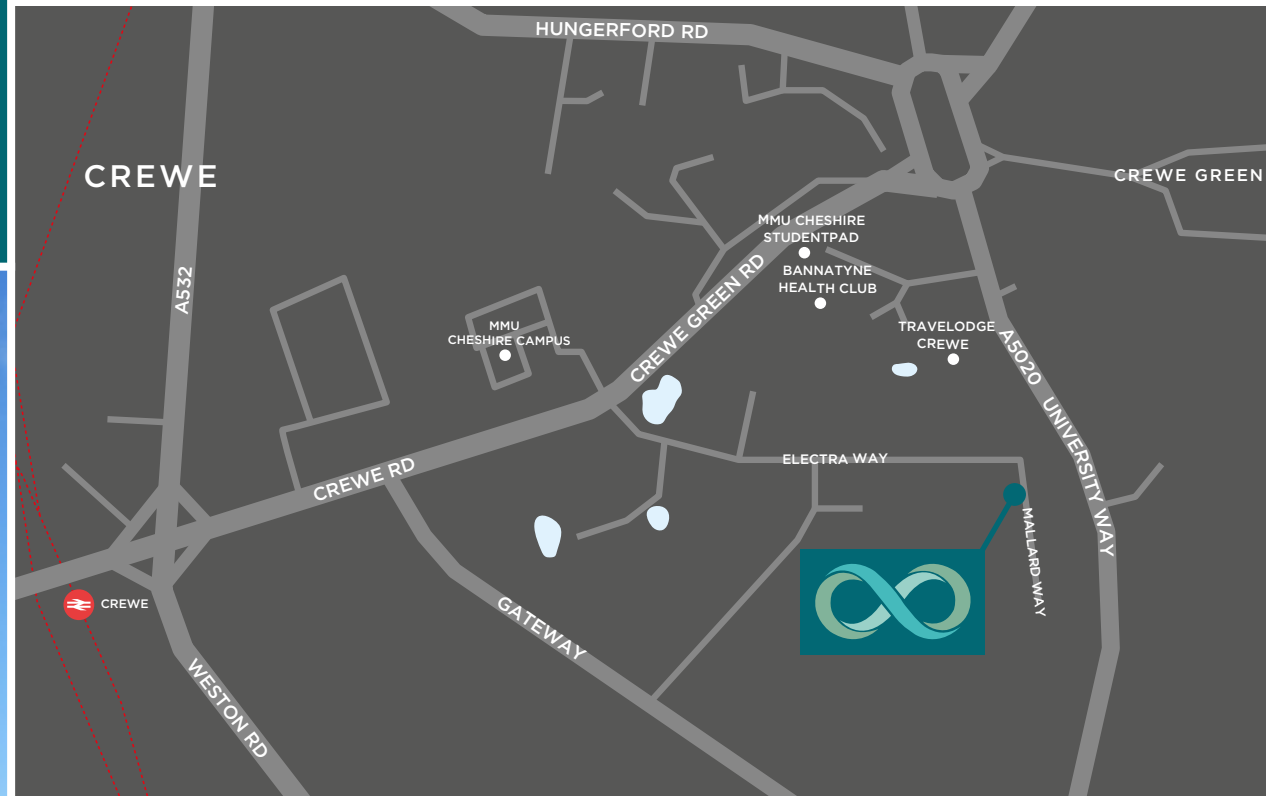 HUNGERFORD RD
CREWE
CREWE GREEN
A532
MMU CHESHIRE
STUDENTPAD
BANNATYNE
HEALTH CLUB
CREWE GREEN RD
MMU
CHESHIRE CAMPUS
TRAVELODGE
CREWE
A5020 UNIVERSITY WAY
ELECTRA WAY
CREWE RD
MALLARD WAY
CREWE
GATEWAY
WESTON RD